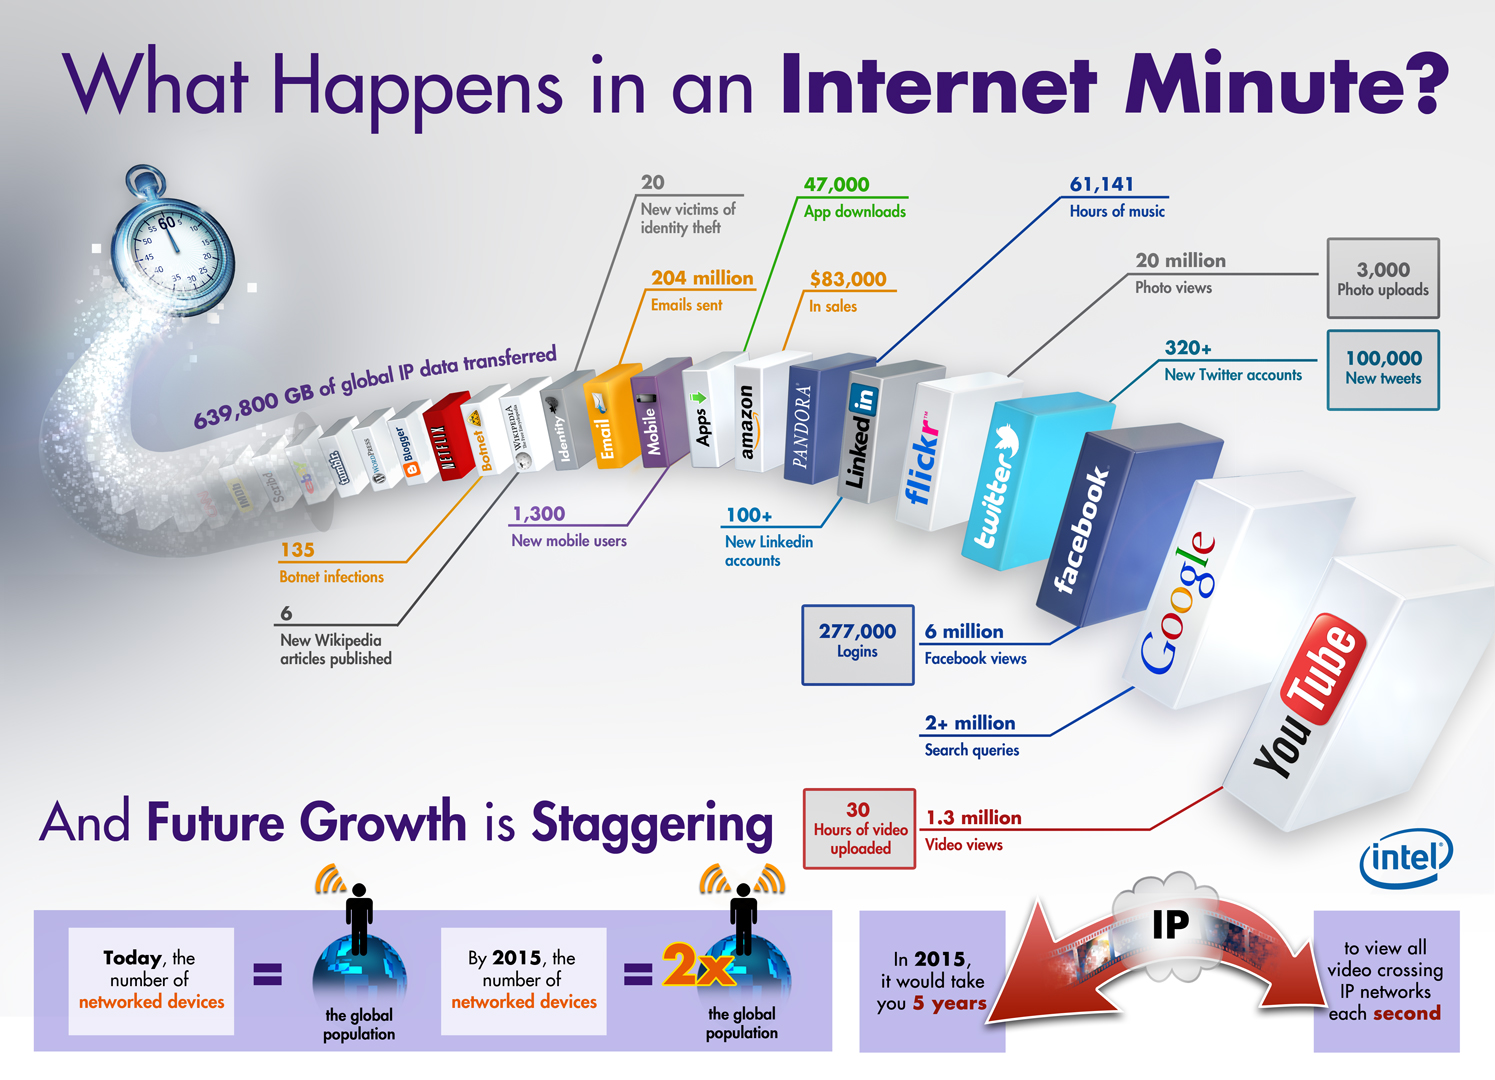 What Happens in an Internet Minute?
60
5
10
15
20
25
30
35
40
45
50
55
639,800 GB of global IP data transferred
20
New victims of
identity theft
47,000
App downloads
61,141
Hours of music
204 million
Emails sent
$83,000
In sales
20 million
Photo views
3,000
Photo uploads
320+
New Twitter accounts
100,000
New tweets
IMDb
Scribd
eBay
tumblr.
WORDPRESS
Blogger
NETFLIX
Botnet
WIKIPEDIA
The Free Encyclopedia
Identity
Email
Mobile
Apps
amazon
PANDORA®
Linked in
flickr™
twitter
facebook
Google
YouTube
135
Botnet infections
6
New Wikipedia
articles published
1,300
New mobile users
100+
New Linkedin
accounts
277,000
Logins
6 million
Facebook views
2+ million
Search queries
30
Hours of video
uploaded
1.3 million
Video views
And Future Growth is Staggering
intel®
Today, the
number of
networked devices
=
the global
population
By 2015, the
number of
networked devices
=
2x
the global
population
In 2015,
it would take
you 5 years
IP
to view all
video crossing
IP networks
each second